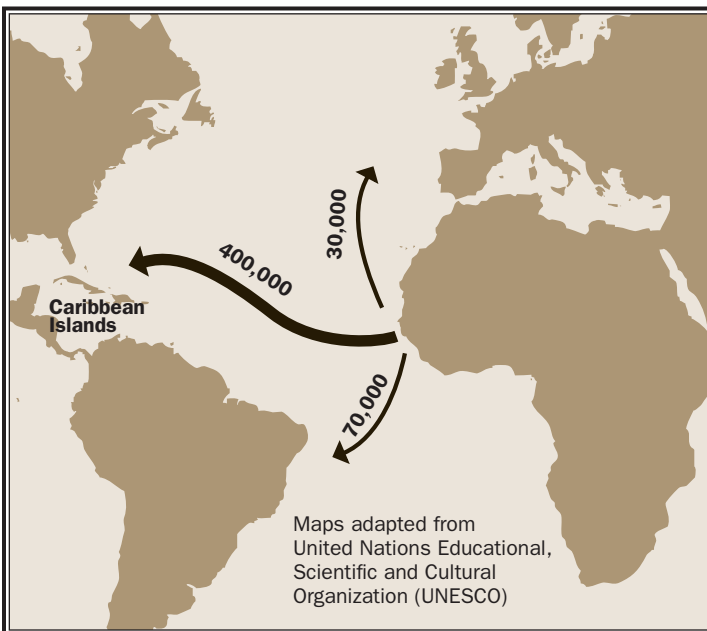 30,000
400,000
Caribbean
Islands
70,000
Maps adapted from
United Nations Educational,
Scientific and Cultural
Organization (UNESCO)